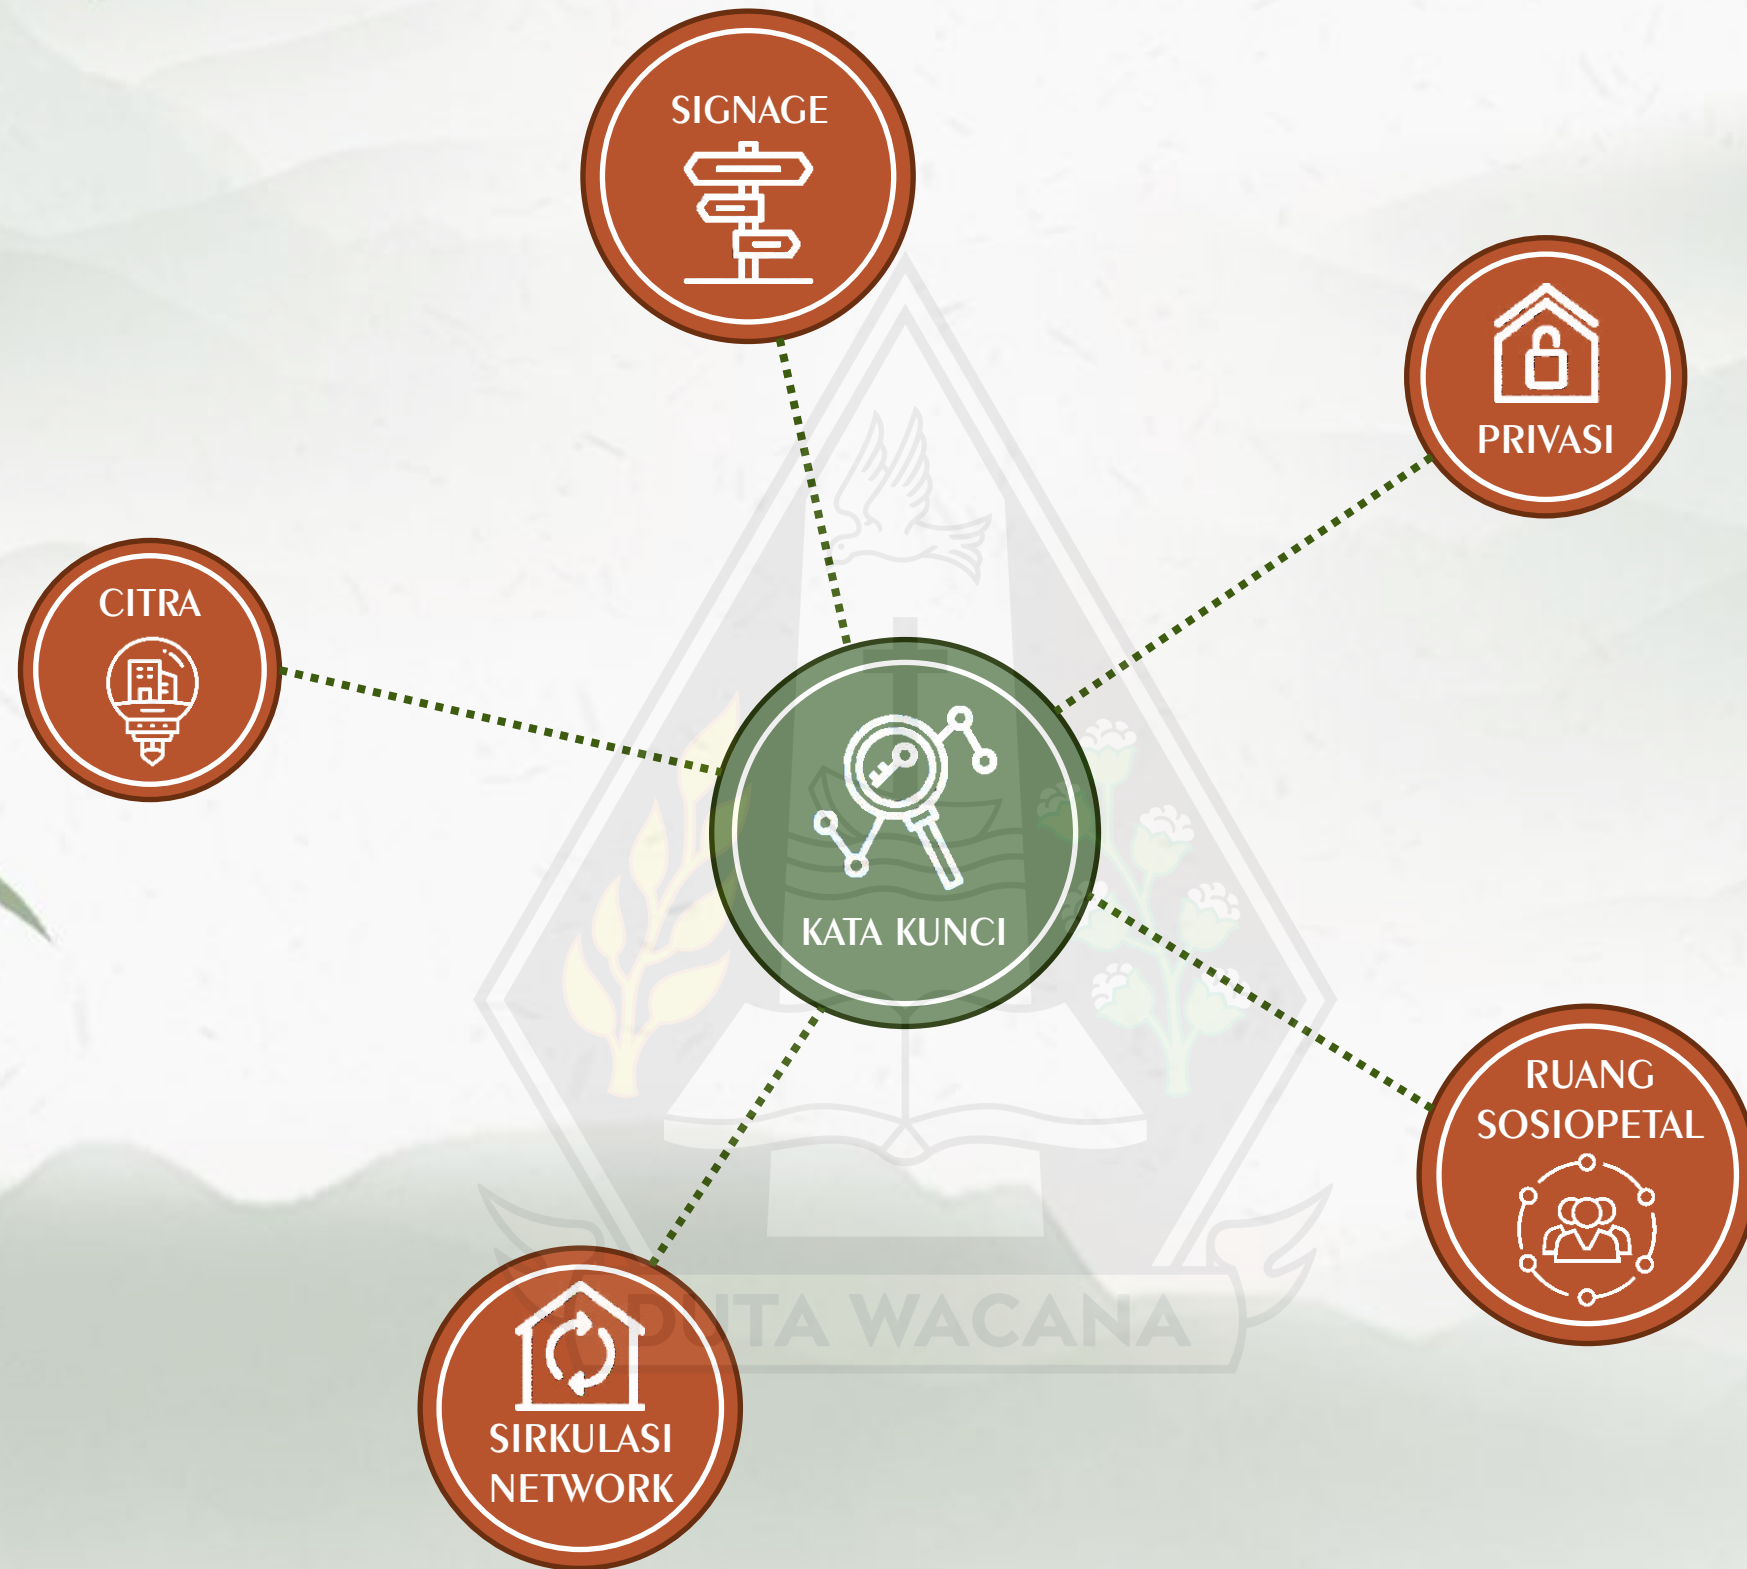 SIGNAGE
PRIVASI
CITRA
KATA KUNCI
RUANG
SOSIOPETAL
SIRKULASI
NETWORK
DUTA WACANA